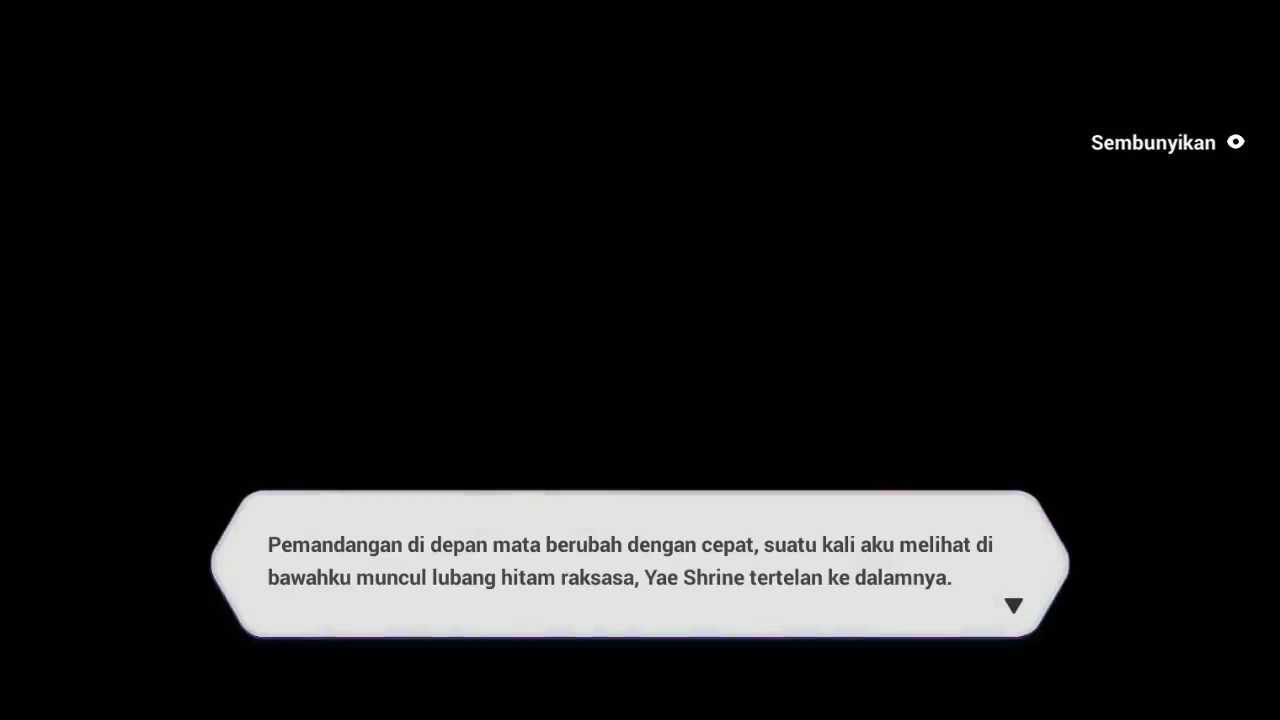 Sembunyikan
Pemandangan di depan mata berubah dengan cepat, suatu kali aku melihat di
bawahku muncul lubang hitam raksasa, Yae Shrine tertelan ke dalamnya.